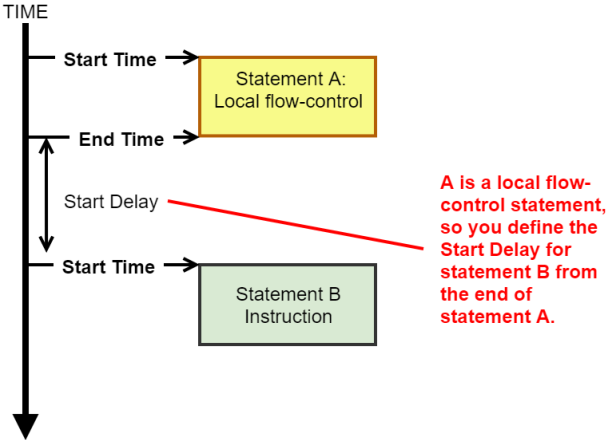 TIME
Start Time
Statement A:
Local flow-control
End Time
Start Delay
A is a local flow-
control statement,
so you define the
Start Delay for
statement B from
the end of
statement A.
Start Time
Statement B
Instruction